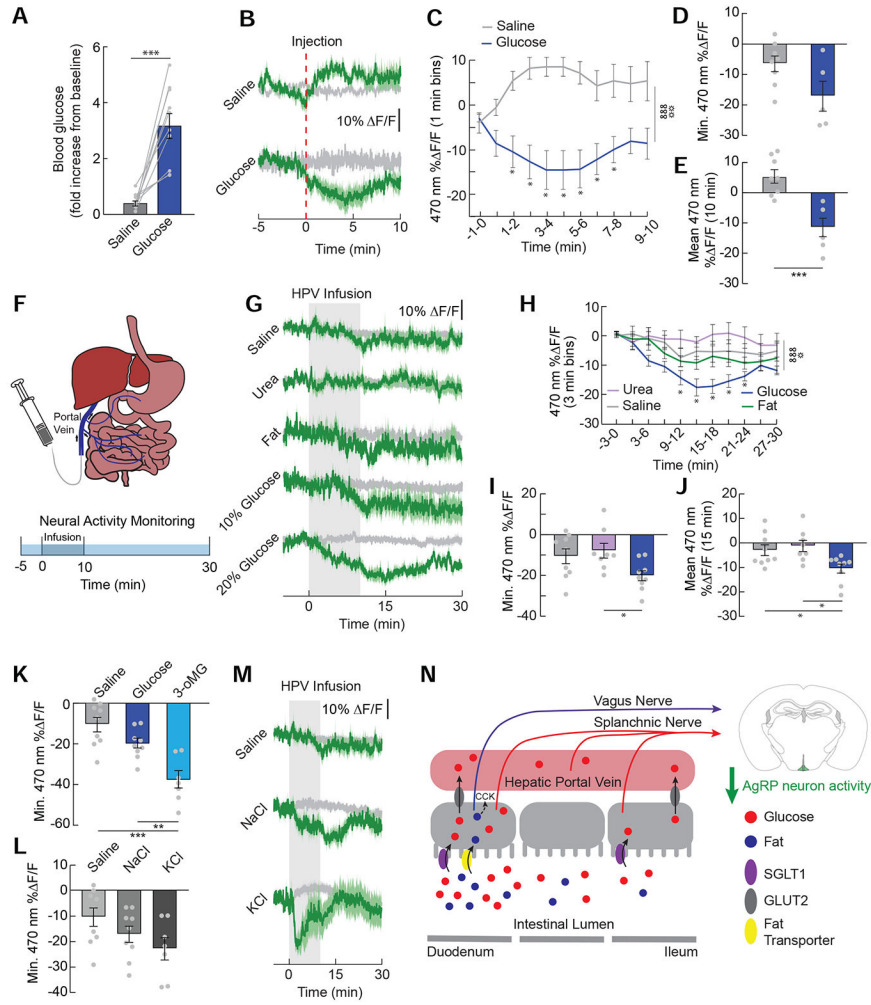 A
Blood glucose
(fold increase from baseline)
6
4
2
0
***
Saline
Glucose
B
Injection
Saline
10% ΔF/F
Glucose
-5
0
5
10
Time (min)
C
Saline
Glucose
470 nm %ΔF/F (1 min bins)
10
0
-10
-20
* * * * * * *
&&&
¤¤
-1-0
1-2
3-4
5-6
7-8
9-10
Time (min)
D
Min. 470 nm %ΔF/F
0
-10
-20
-30
E
Mean 470 nm
%ΔF/F (10 min)
10
0
-10
-20
-30
***
F
Portal
Vein
Neural Activity Monitoring
Infusion
-5
0
10
30
Time (min)
G
HPV Infusion
10% ΔF/F
Saline
Urea
Fat
10% Glucose
20% Glucose
0
15
30
Time (min)
H
470 nm %ΔF/F
(3 min bins)
10
0
-10
-20
-30
* * * * *
&&&
¤
Urea
Saline
Glucose
Fat
-3-0
3-6
9-12
15-18
21-24
27-30
Time (min)
I
Min. 470 nm %ΔF/F
0
-20
-40
*
J
Mean 470 nm
%ΔF/F (15 min)
20
10
0
-10
-20
-30
*
*
K
Saline
Glucose
3-oMG
Min. 470 nm %ΔF/F
0
-20
-40
-60
**
***
L
Saline
NaCl
KCl
Min. 470 nm %ΔF/F
0
-10
-20
-30
-40
M
HPV Infusion
10% ΔF/F
Saline
NaCl
KCl
0
15
30
Time (min)
N
Vagus Nerve
Splanchnic Nerve
Hepatic Portal Vein
CCK
Intestinal Lumen
Duodenum
Ileum
AgRP neuron activity
Glucose
Fat
SGLT1
GLUT2
Fat
Transporter